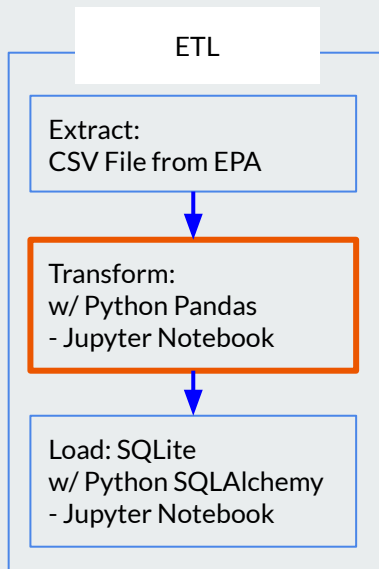 ETL
Extract:
CSV File from EPA
Transform:
w/ Python Pandas
- Jupyter Notebook
Load: SQLite
w/ Python SQLAlchemy
- Jupyter Notebook